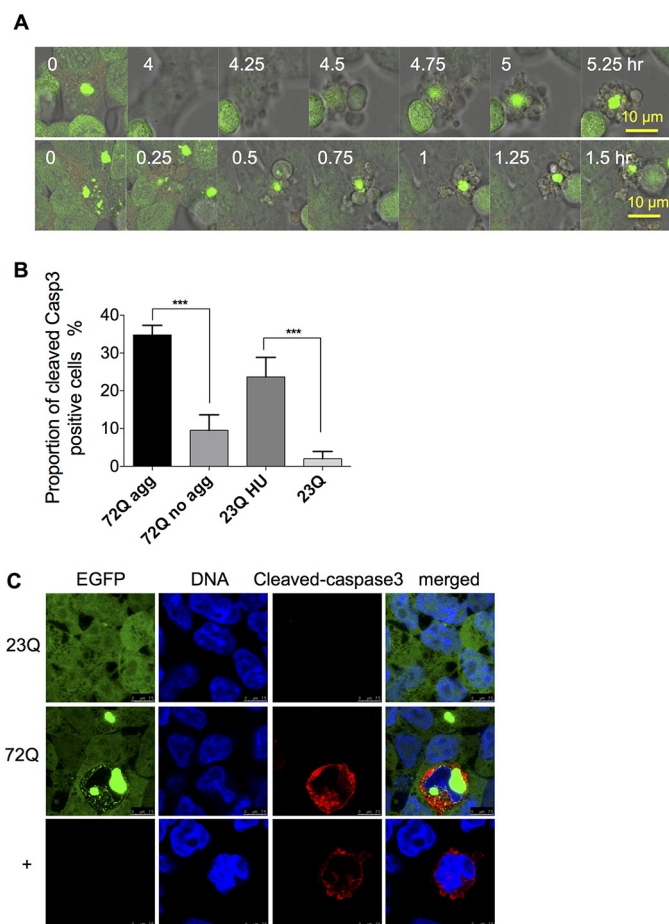 A
0 4 4.25 4.5 4.75 5 5.25 hr
10 µm
0 0.25 0.5 0.75 1 1.25 1.5 hr
10 µm
B
Proportion of cleaved Casp3
positive cells %
40
30
20
10
0
*** ***
72Q agg
72Q no agg
23Q HU
23Q
C
EGFP DNA Cleaved-caspase3 merged
23Q
72Q
+